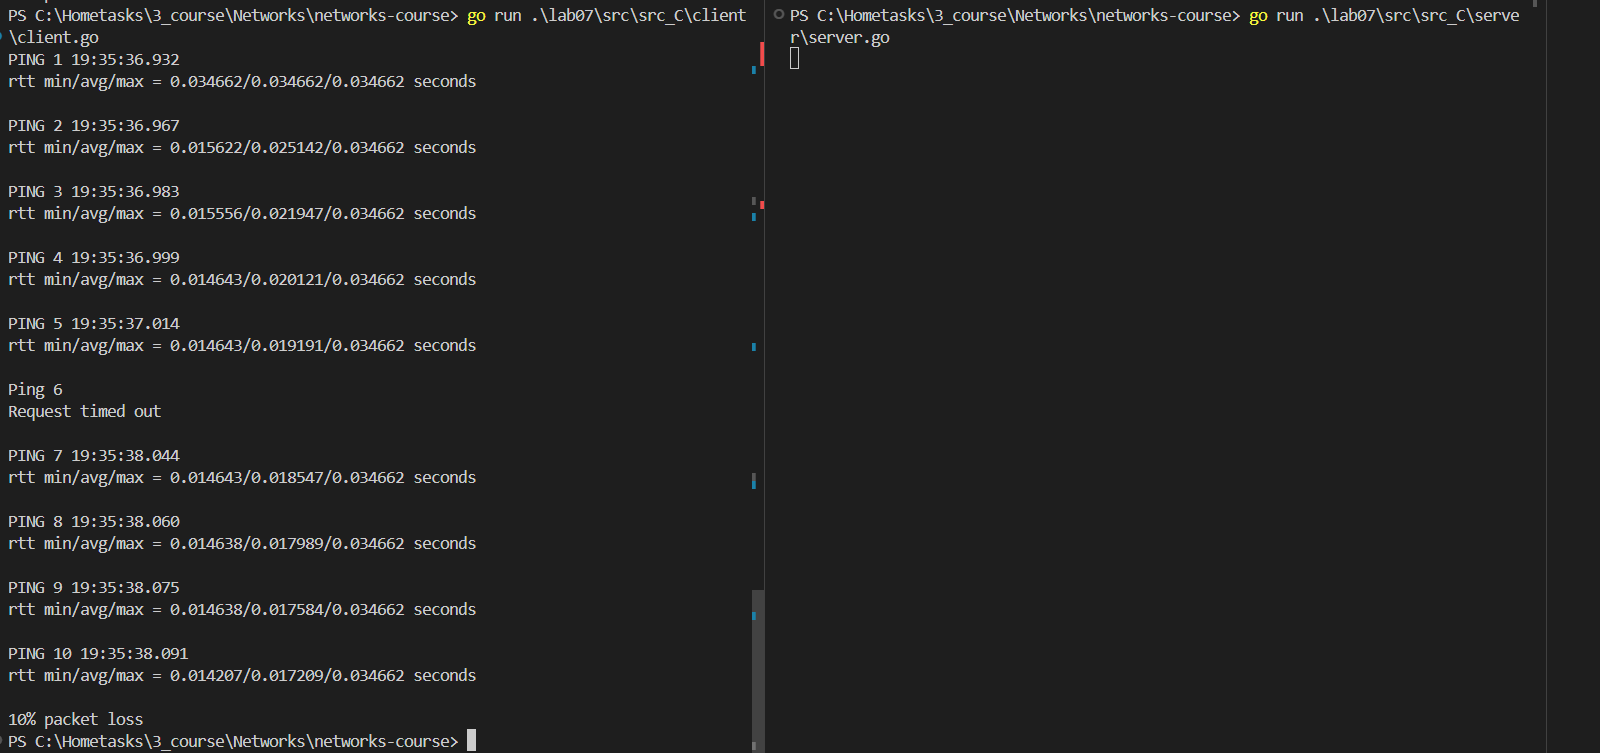 PS C:\Hometasks\3_course\Networks\networks-course> go run .\lab07\src\src_C\client
\client.go
PING 1 19:35:36.932
rtt min/avg/max = 0.034662/0.034662/0.034662 seconds
PING 2 19:35:36.967
rtt min/avg/max = 0.015622/0.025142/0.034662 seconds
PING 3 19:35:36.983
rtt min/avg/max = 0.015556/0.021947/0.034662 seconds
PING 4 19:35:36.999
rtt min/avg/max = 0.014643/0.020121/0.034662 seconds
PING 5 19:35:37.014
rtt min/avg/max = 0.014643/0.019191/0.034662 seconds
Ping 6
Request timed out
PING 7 19:35:38.044
rtt min/avg/max = 0.014643/0.018547/0.034662 seconds
PING 8 19:35:38.060
rtt min/avg/max = 0.014638/0.017989/0.034662 seconds
PING 9 19:35:38.075
rtt min/avg/max = 0.014638/0.017584/0.034662 seconds
PING 10 19:35:38.091
rtt min/avg/max = 0.014207/0.017209/0.034662 seconds
10% packet loss
PS C:\Hometasks\3_course\Networks\networks-course>
PS C:\Hometasks\3_course\Networks\networks-course> go run .\lab07\src\src_C\serve
r\server.go